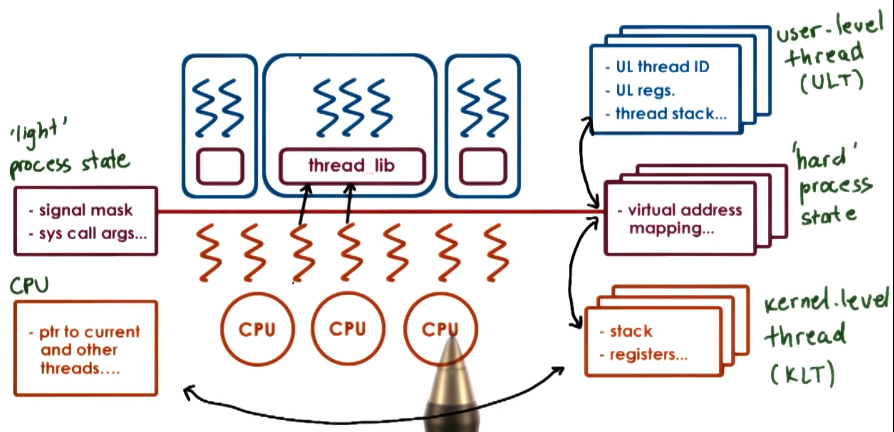 user-level
thread
(ULT)
- UL thread ID
- UL regs.
- thread stack...
'light'
process state
thread_lib
'hard'
process
state
- signal mask
- sys call args...
- virtual address
mapping...
CPU
- ptr to current
and other
threads....
CPU
CPU
CPU
kernel-level
thread
(KLT)
- stack
- registers...